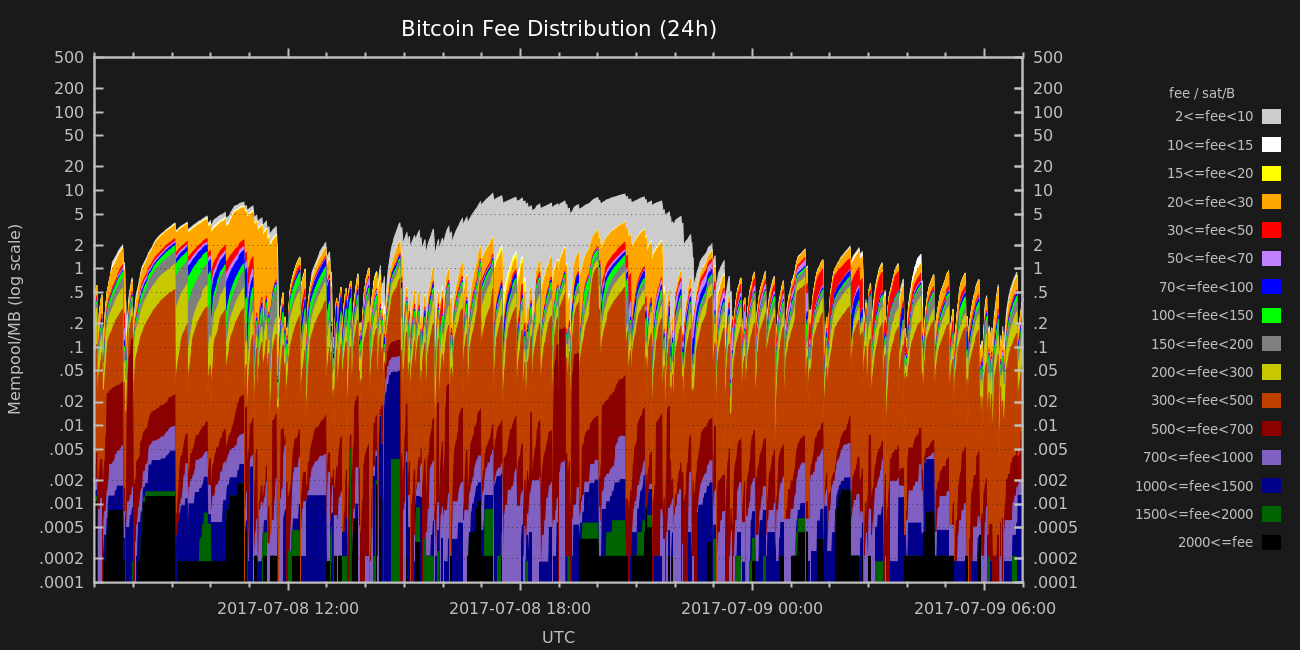 Bitcoin Fee Distribution (24h)
500
200
100
50
20
10
5
2
1
.5
.2
.1
.05
.02
.01
.005
.002
.001
.0005
.0002
.0001
Mempool/MB (log scale)
500
200
100
50
20
10
5
2
1
.5
.2
.1
.05
.02
.01
.005
.002
.001
.0005
.0002
.0001
2017-07-08 12:00
2017-07-08 18:00
2017-07-09 00:00
2017-07-09 06:00
UTC
fee / sat/B
2<=fee<10
10<=fee<15
15<=fee<20
20<=fee<30
30<=fee<50
50<=fee<70
70<=fee<100
100<=fee<150
150<=fee<200
200<=fee<300
300<=fee<500
500<=fee<700
700<=fee<1000
1000<=fee<1500
1500<=fee<2000
2000<=fee